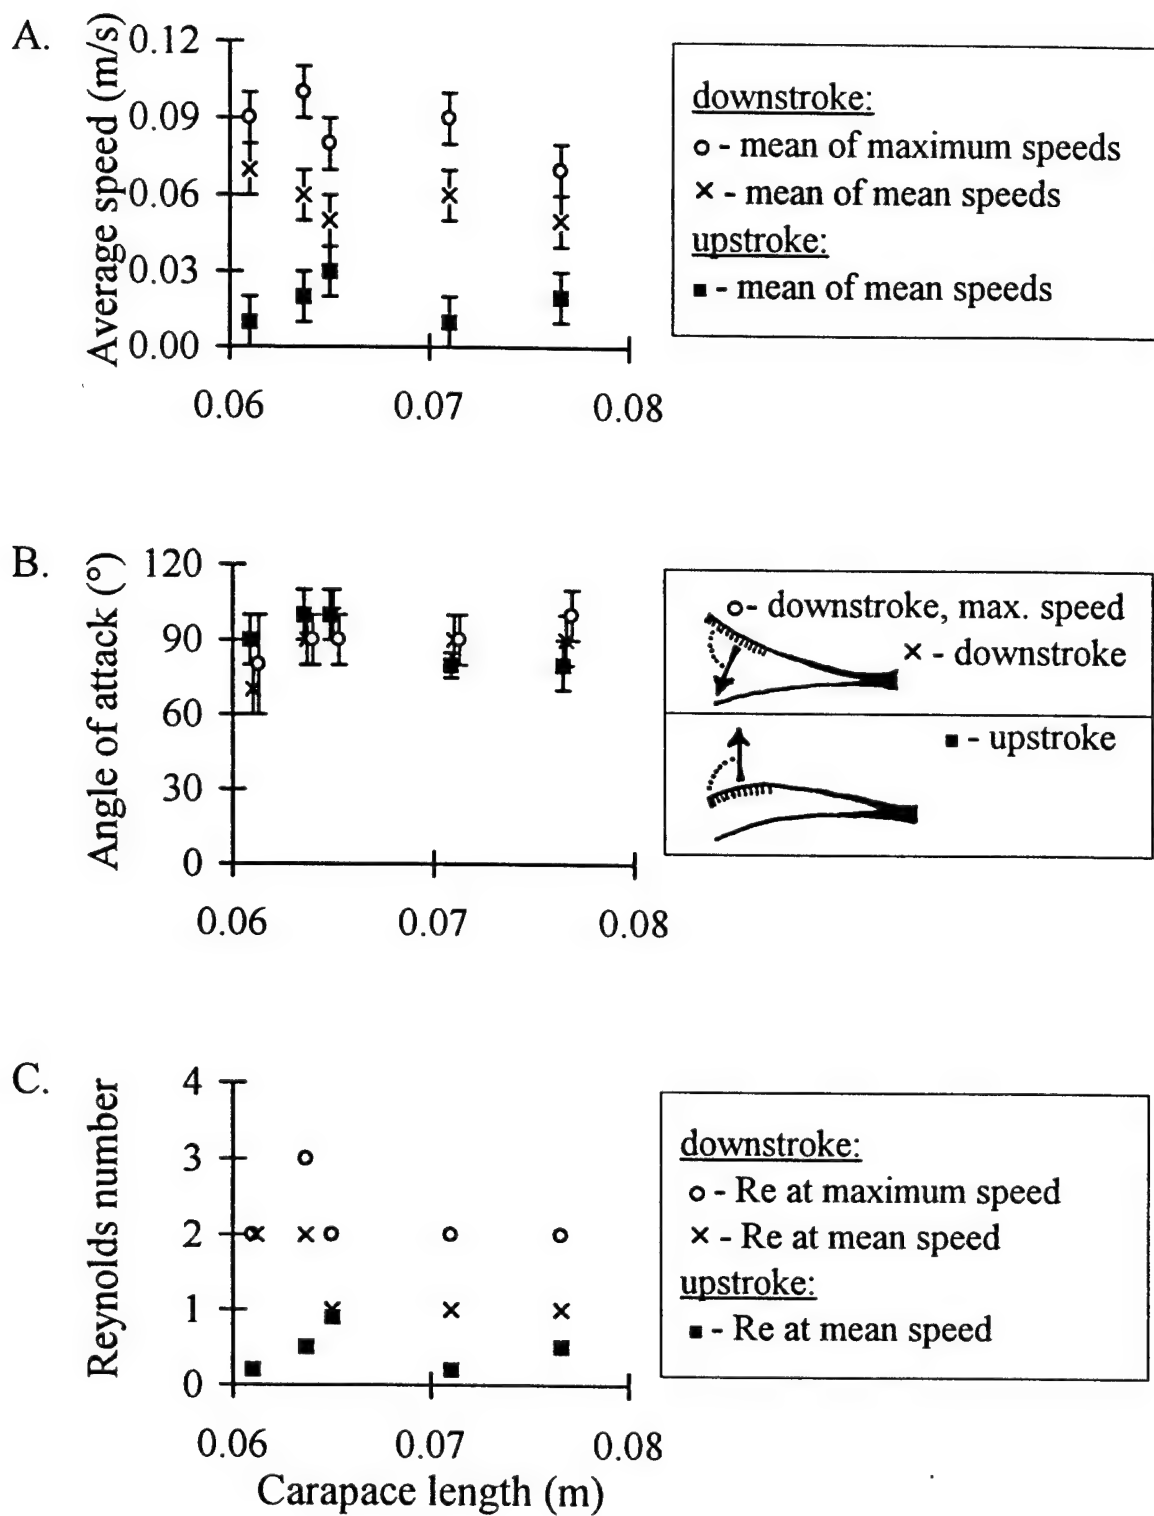 A.
Average speed (m/s)
0.12
0.09
0.06
0.03
0.00
0.06 0.07 0.08
downstroke:
o - mean of maximum speeds
× - mean of mean speeds
upstroke:
■ - mean of mean speeds
B.
Angle of attack (°)
120
90
60
30
0
0.06 0.07 0.08
o- downstroke, max. speed
× - downstroke
■ - upstroke
C.
Reynolds number
4
3
2
1
0
0.06 0.07 0.08
Carapace length (m)
downstroke:
o - Re at maximum speed
× - Re at mean speed
upstroke:
■ - Re at mean speed